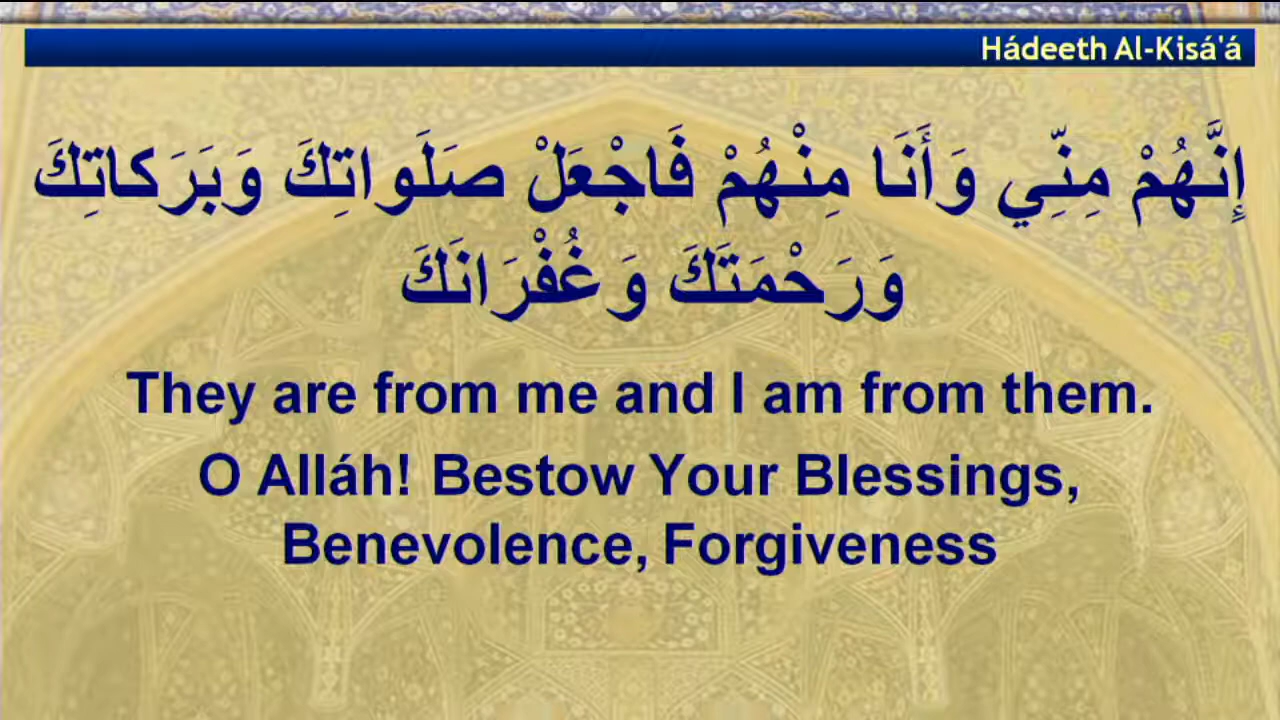 Hádeeth Al-Kisá'á
إِنَّهُمْ مِنِّي وَأَنَا مِنْهُمْ فَاجْعَلْ صَلَواتِكَ وَبَرَكاتِكَ
وَرَحْمَتَكَ وَغُفْرَانَكَ
They are from me and I am from them.
O Alláh! Bestow Your Blessings,
Benevolence, Forgiveness